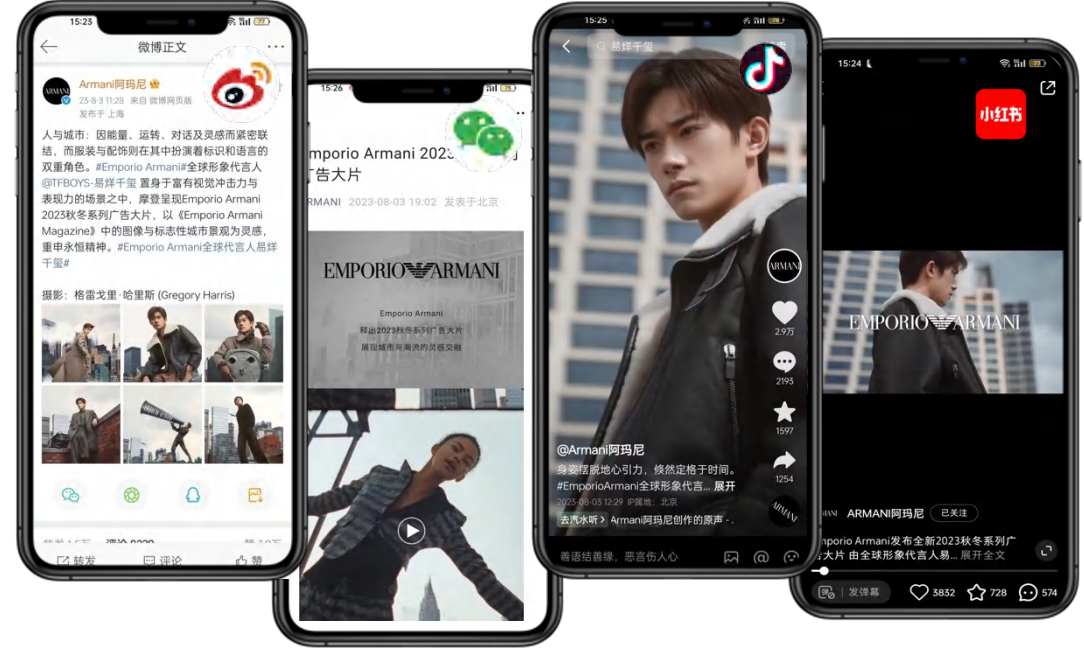 15:23
77
微博正文
Armani阿玛尼
23-8-3 11:28 来自 微博网页版
发布于 上海
ARMANI
人与城市：因能量、运转、对话及灵感而紧密联
结，而服装与配饰则在其中扮演着标识和语言的
双重角色。#Emporio Armani#全球形象代言人
@TFBOYS-易烊千玺 置身于富有视觉冲击力与
表现力的场景之中，摩登呈现Emporio Armani
2023秋冬系列广告大片，以《Emporio Armani
Magazine》中的图像与标志性城市景观为灵感，
重申永恒精神。#Emporio Armani全球代言人易烊
千玺#
摄影：格雷戈里·哈里斯 (Gregory Harris)
转发
评论
赞
15:26
mporio Armani 2023
告大片
RMANI 2023-08-03 19:02 发表于北京
EMPORIO ARMANI
Emporio Armani
释出2023秋冬系列广告大片
展现城市与潮流的灵感交融
15:25
易烊千玺
ARMANI
2.9万
2193
1597
1254
@Armani阿玛尼
身姿摆脱地心引力，倏然定格于时间。
#EmporioArmani全球形象代言... 展开
2023-08-03 12:29 IP属地：北京
去汽水听 > Armani阿玛尼创作的原声 - .
ARMANI
善语结善缘，恶言伤人心
@
15:24
小红书
EMPORIO ARMANI
MANI
ARMANI阿玛尼
已关注
mporio Armani发布全新2023秋冬系列广
告大片 由全球形象代言人易... 展开全文
弹
发弹幕
3832
728
574